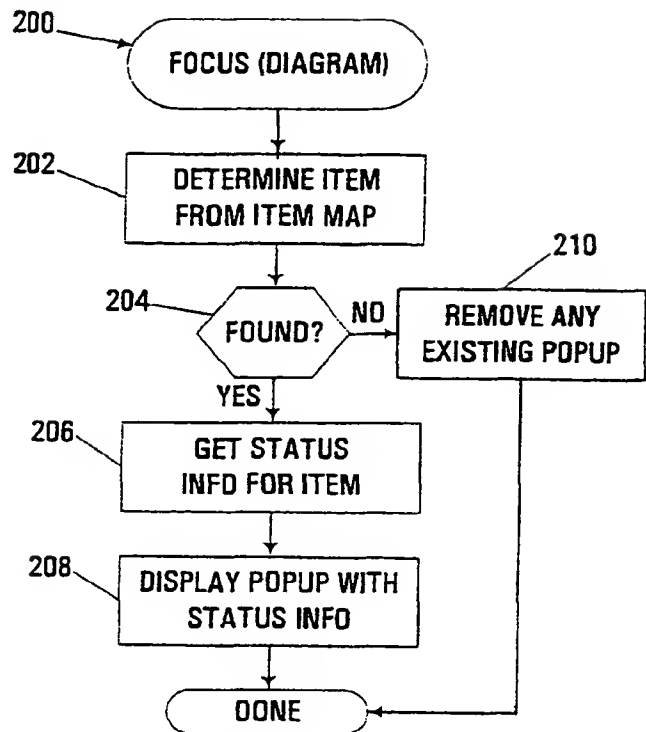 200
FOCUS (DIAGRAM)
202
DETERMINE ITEM
FROM ITEM MAP
204
FOUND?
NO
210
REMOVE ANY
EXISTING POPUP
YES
206
GET STATUS
INFO FOR ITEM
208
DISPLAY POPUP WITH
STATUS INFO
DONE